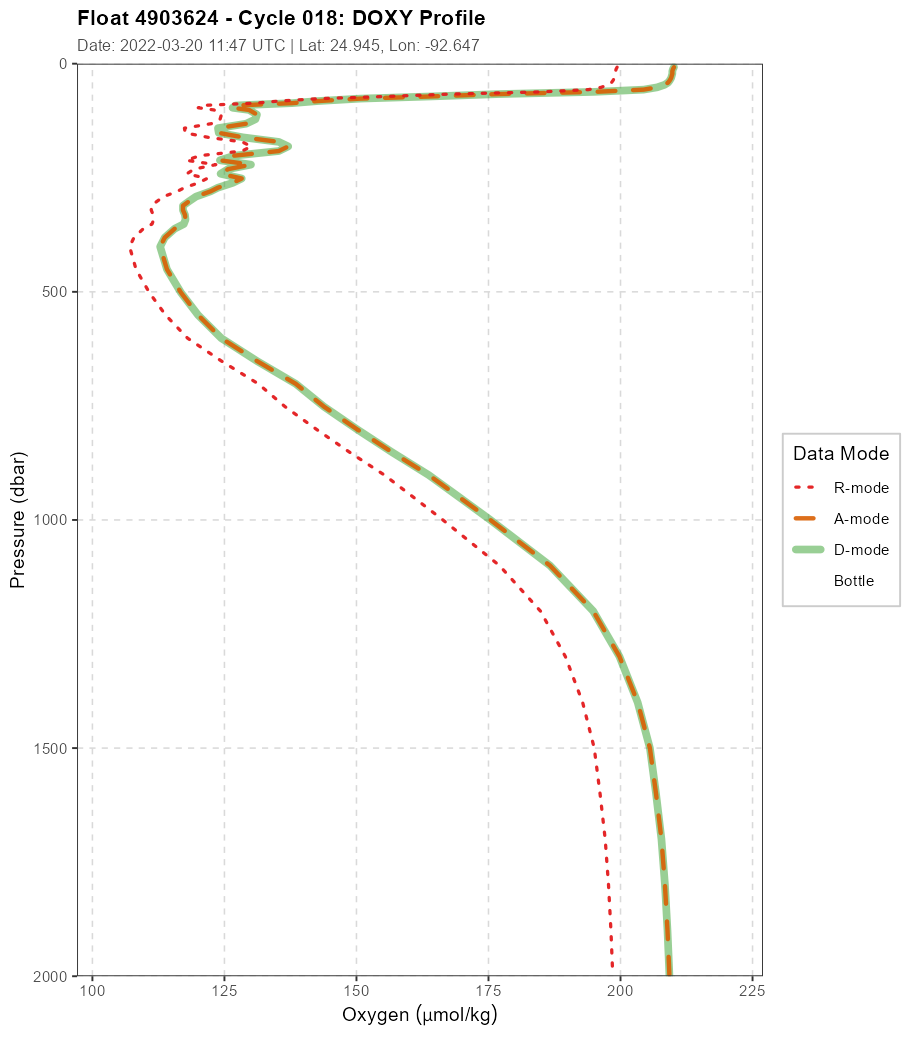 Float 4903624 - Cycle 018: DOXY Profile
Date: 2022-03-20 11:47 UTC | Lat: 24.945, Lon: -92.647
0
500
1000
1500
2000
Pressure (dbar)
100 125 150 175 200 225
Oxygen (μmol/kg)
Data Mode
R-mode
A-mode
D-mode
Bottle